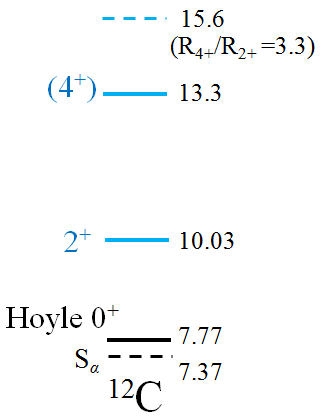 15.6
(R₄₊/R₂₊ =3.3)
(4⁺) 13.3
2⁺ 10.03
Hoyle 0⁺ 7.77
Sα 7.37
¹²C